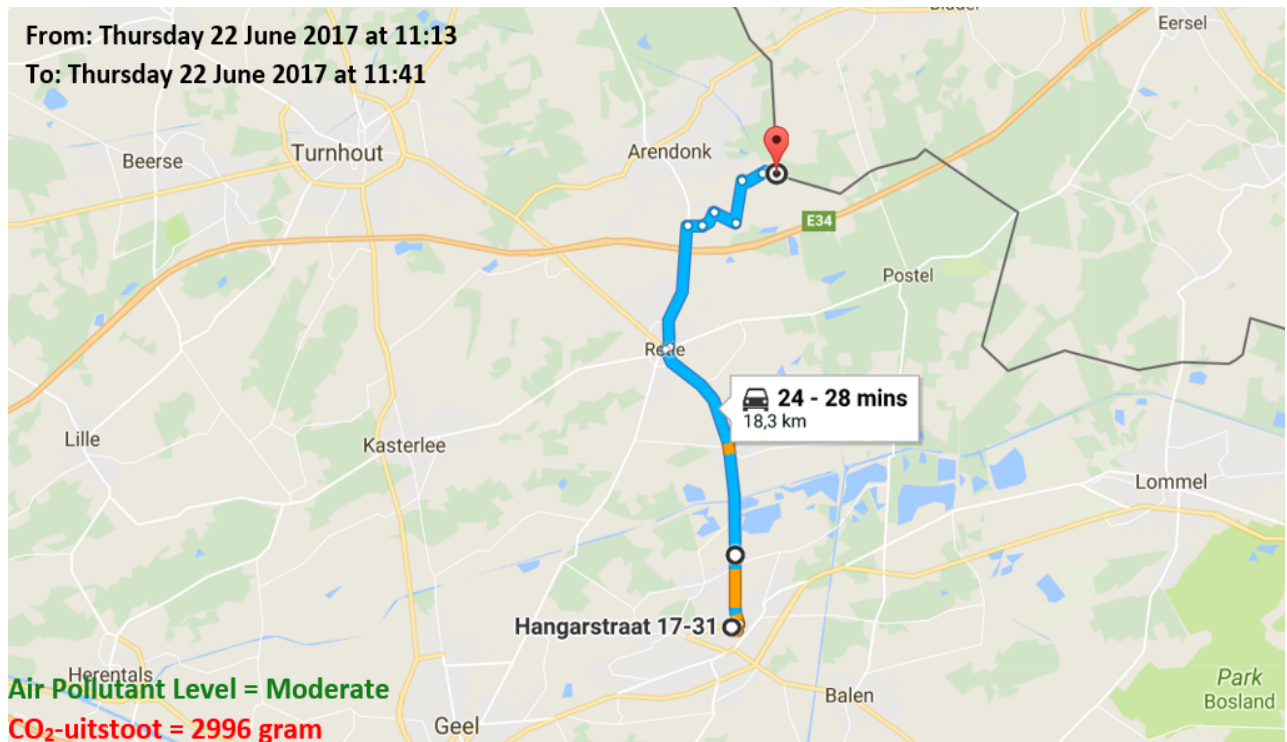 From: Thursday 22 June 2017 at 11:13
To: Thursday 22 June 2017 at 11:41
Eersel
Beerse
Turnhout
Arendonk
E34
Postel
24 - 28 mins
18,3 km
Lille
Kasterlee
Lommel
Hangarstraat 17-31
Herentals
Air Pollutant Level = Moderate
Balen
Park
Bosland
Geel
CO₂-uitstoot = 2996 gram